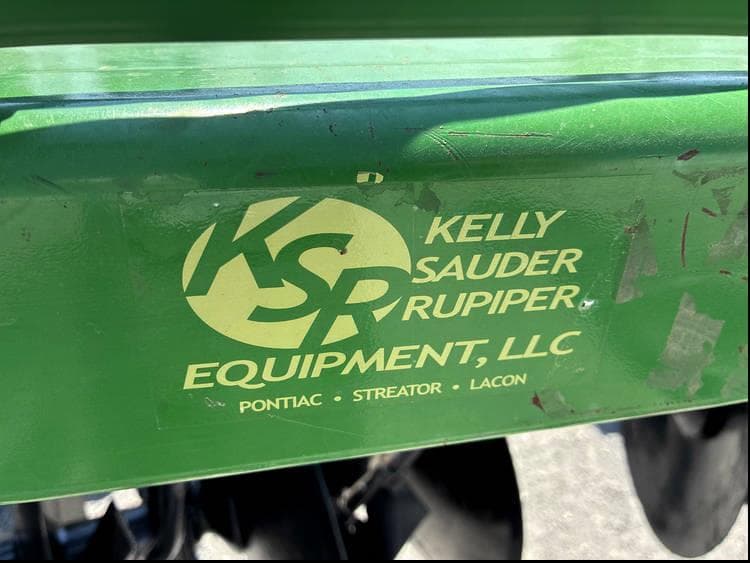 KSR
KELLY
SAUDER
RUPIPER
EQUIPMENT, LLC
PONTIAC • STREATOR • LACON